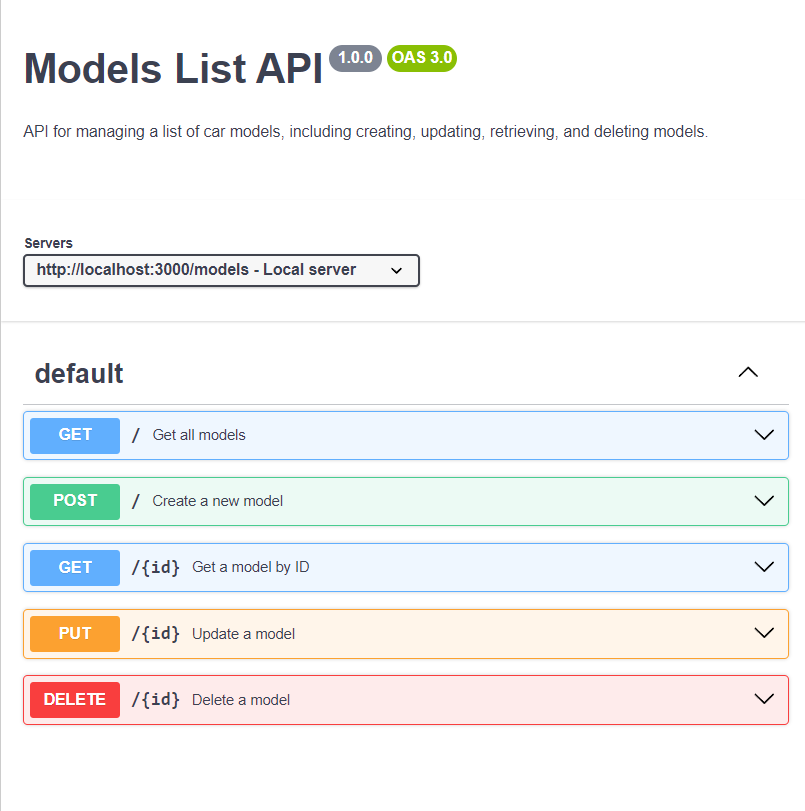 Models List API 1.0.0 OAS 3.0
API for managing a list of car models, including creating, updating, retrieving, and deleting models.
Servers
http://localhost:3000/models - Local server
default
GET / Get all models
POST / Create a new model
GET /{id} Get a model by ID
PUT /{id} Update a model
DELETE /{id} Delete a model